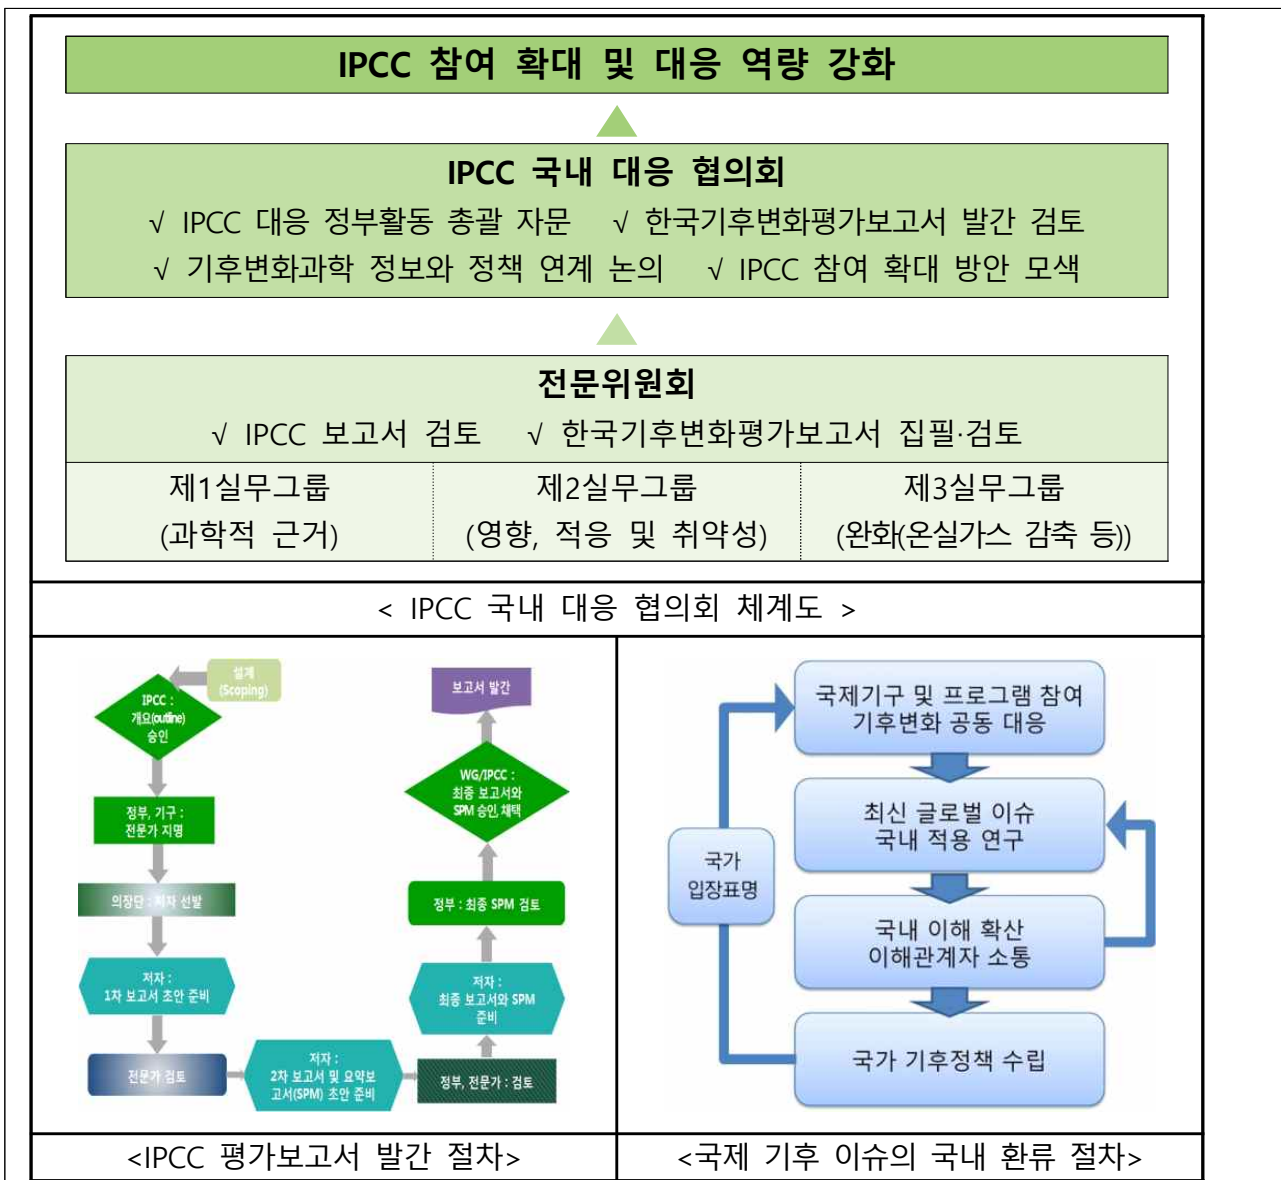 IPCC 참여 확대 및 대응 역량 강화
IPCC 국내 대응 협의회
√ IPCC 대응 정부활동 총괄 자문 √ 한국기후변화평가보고서 발간 검토
√ 기후변화과학 정보와 정책 연계 논의 √ IPCC 참여 확대 방안 모색
전문위원회
√ IPCC 보고서 검토 √ 한국기후변화평가보고서 집필·검토
제1실무그룹
(과학적 근거)
제2실무그룹
(영향, 적응 및 취약성)
제3실무그룹
(완화(온실가스 감축 등))
< IPCC 국내 대응 협의회 체계도 >
설계
(Scoping)
IPCC :
개요(outline)
승인
정부, 기구 :
전문가 지명
의장단 : 저자 선발
저자 :
1차 보고서 초안 준비
전문가 검토
저자 :
2차 보고서 및 요약보
고서(SPM) 초안 준비
정부, 전문가 : 검토
저자 :
최종 보고서와 SPM
준비
정부 : 최종 SPM 검토
WG/IPCC :
최종 보고서와
SPM 승인, 채택
보고서 발간
<IPCC 평가보고서 발간 절차>
국제기구 및 프로그램 참여
기후변화 공동 대응
최신 글로벌 이슈
국내 적용 연구
국내 이해 확산
이해관계자 소통
국가 기후정책 수립
국가
입장표명
<국제 기후 이슈의 국내 환류 절차>